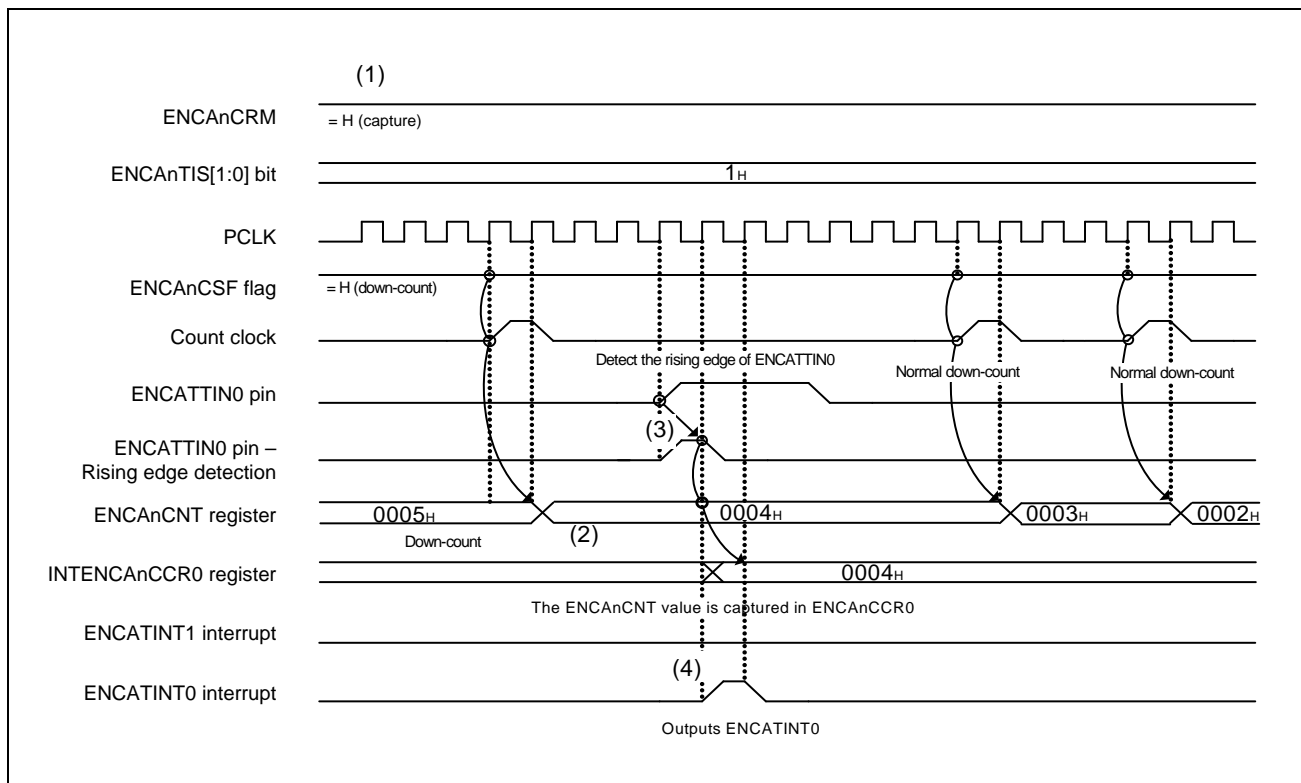 (1)
ENCAnCRM
= H (capture)
ENCAnTIS[1:0] bit
1H
PCLK
ENCAnCSF flag
= H (down-count)
Count clock
Detect the rising edge of ENCATTIN0
Normal down-count
Normal down-count
ENCATTIN0 pin
(3)
ENCATTIN0 pin –
Rising edge detection
ENCAnCNT register
0005H
0004H
0003H
0002H
Down-count
(2)
INTENCAnCCR0 register
0004H
The ENCAnCNT value is captured in ENCAnCCR0
ENCATINT1 interrupt
(4)
ENCATINT0 interrupt
Outputs ENCATINT0